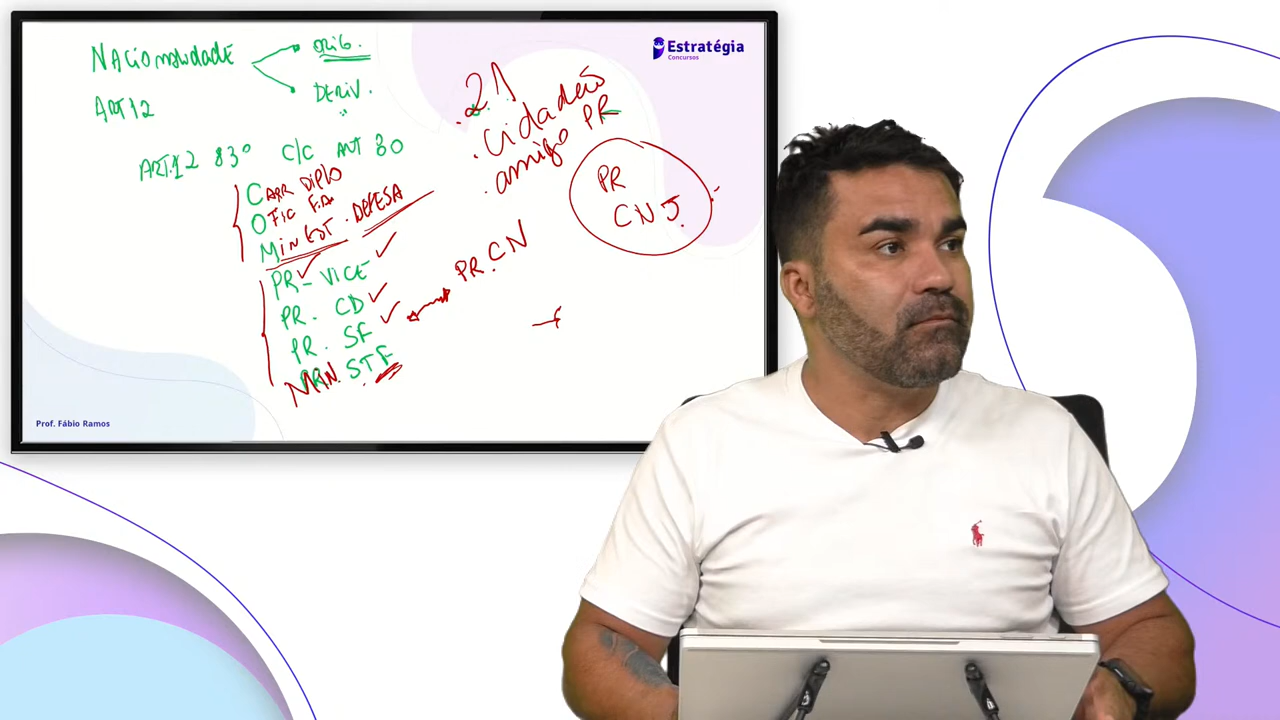 NACIONALIDADE
ORIG.
DERIV.
ART 12
Estratégia
Concursos
ART.12 §3º C/C ART 80
CARR DIPLO
OFIC F.A.
MIN EST. DEFESA
PR - VICE
PR. CD
PR. SF
MIN. STF
21
cidadão
amigo PR
PR
CNJ
PR.CN
Prof. Fábio Ramos